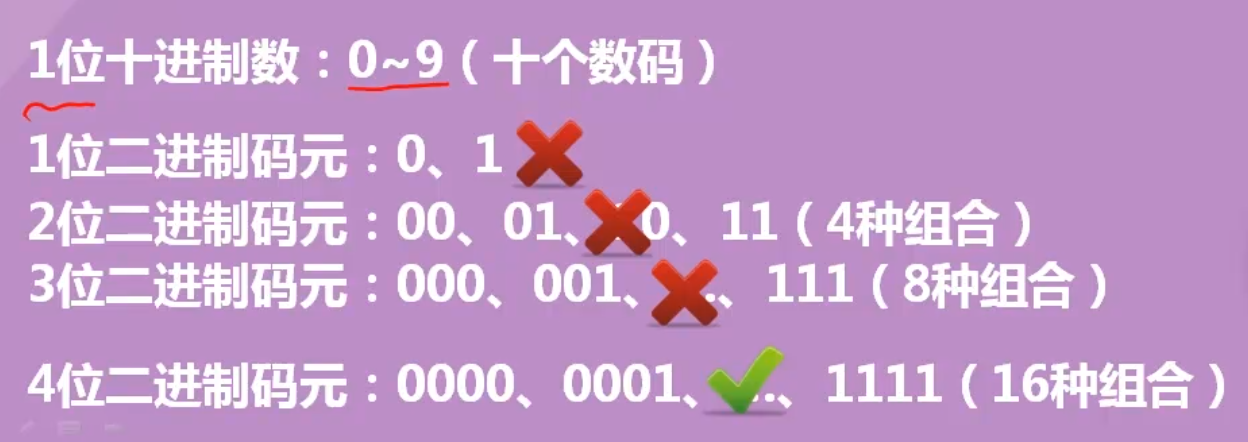 1位十进制数：0~9（十个数码）
1位二进制码元：0、1
2位二进制码元：00、01、0、11（4种组合）
3位二进制码元：000、001、..、111（8种组合）
4位二进制码元：0000、0001、..、1111（16种组合）